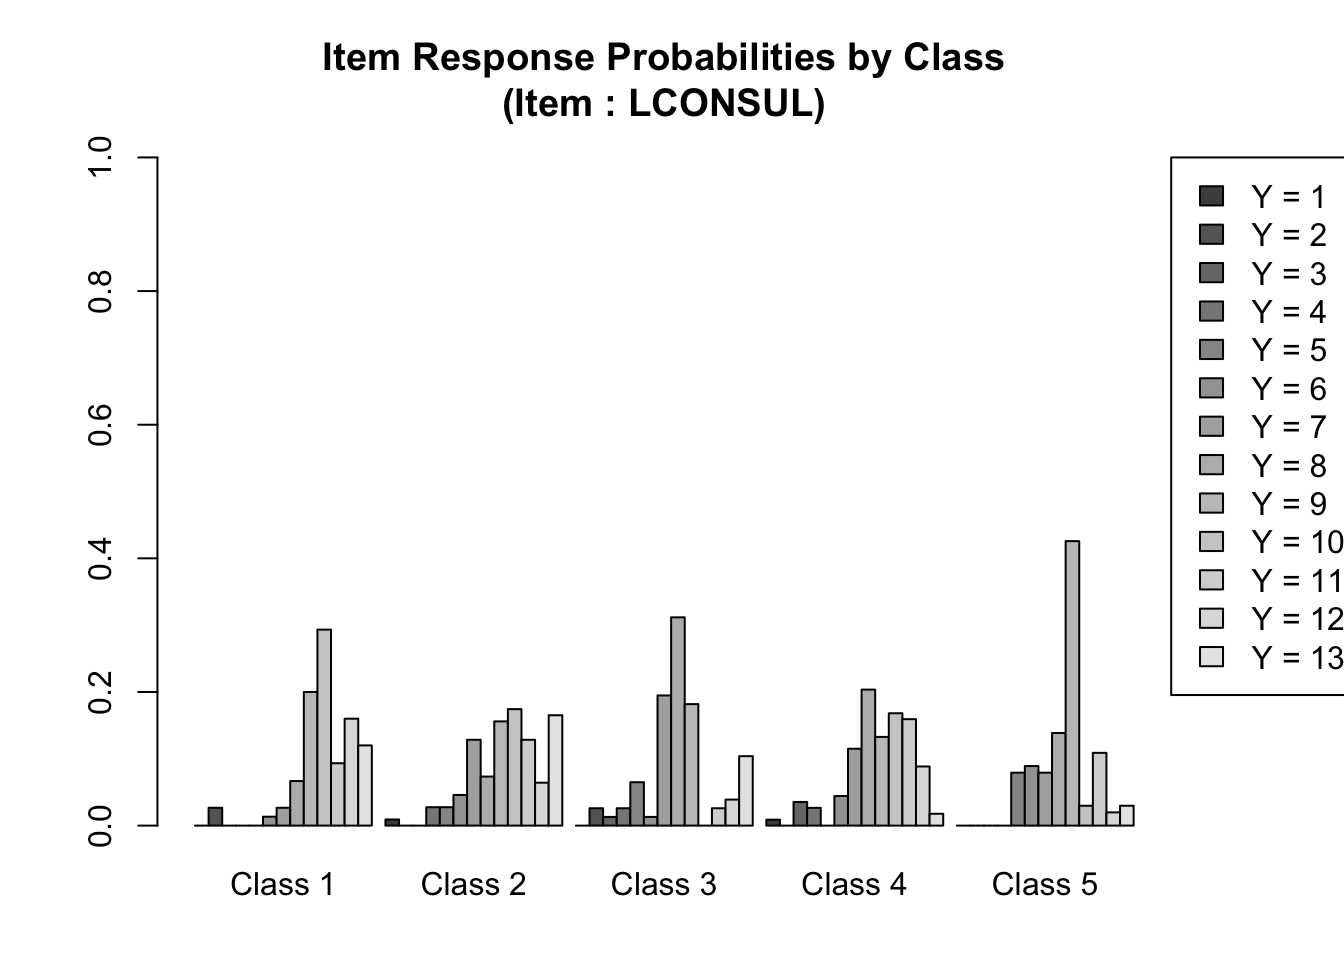 Item Response Probabilities by Class
(Item : LCONSUL)
1.0
0.8
0.6
0.4
0.2
0.0
Class 1
Class 2
Class 3
Class 4
Class 5
Y = 1
Y = 2
Y = 3
Y = 4
Y = 5
Y = 6
Y = 7
Y = 8
Y = 9
Y = 10
Y = 11
Y = 12
Y = 13